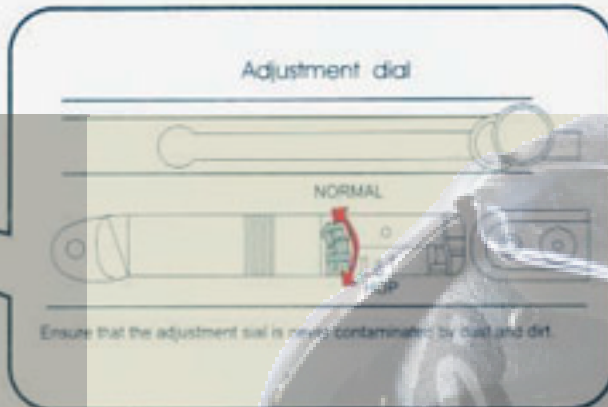 Adjustment dial
NORMAL
Ensure that the adjustment sial is never contaminated by dust and dirt.